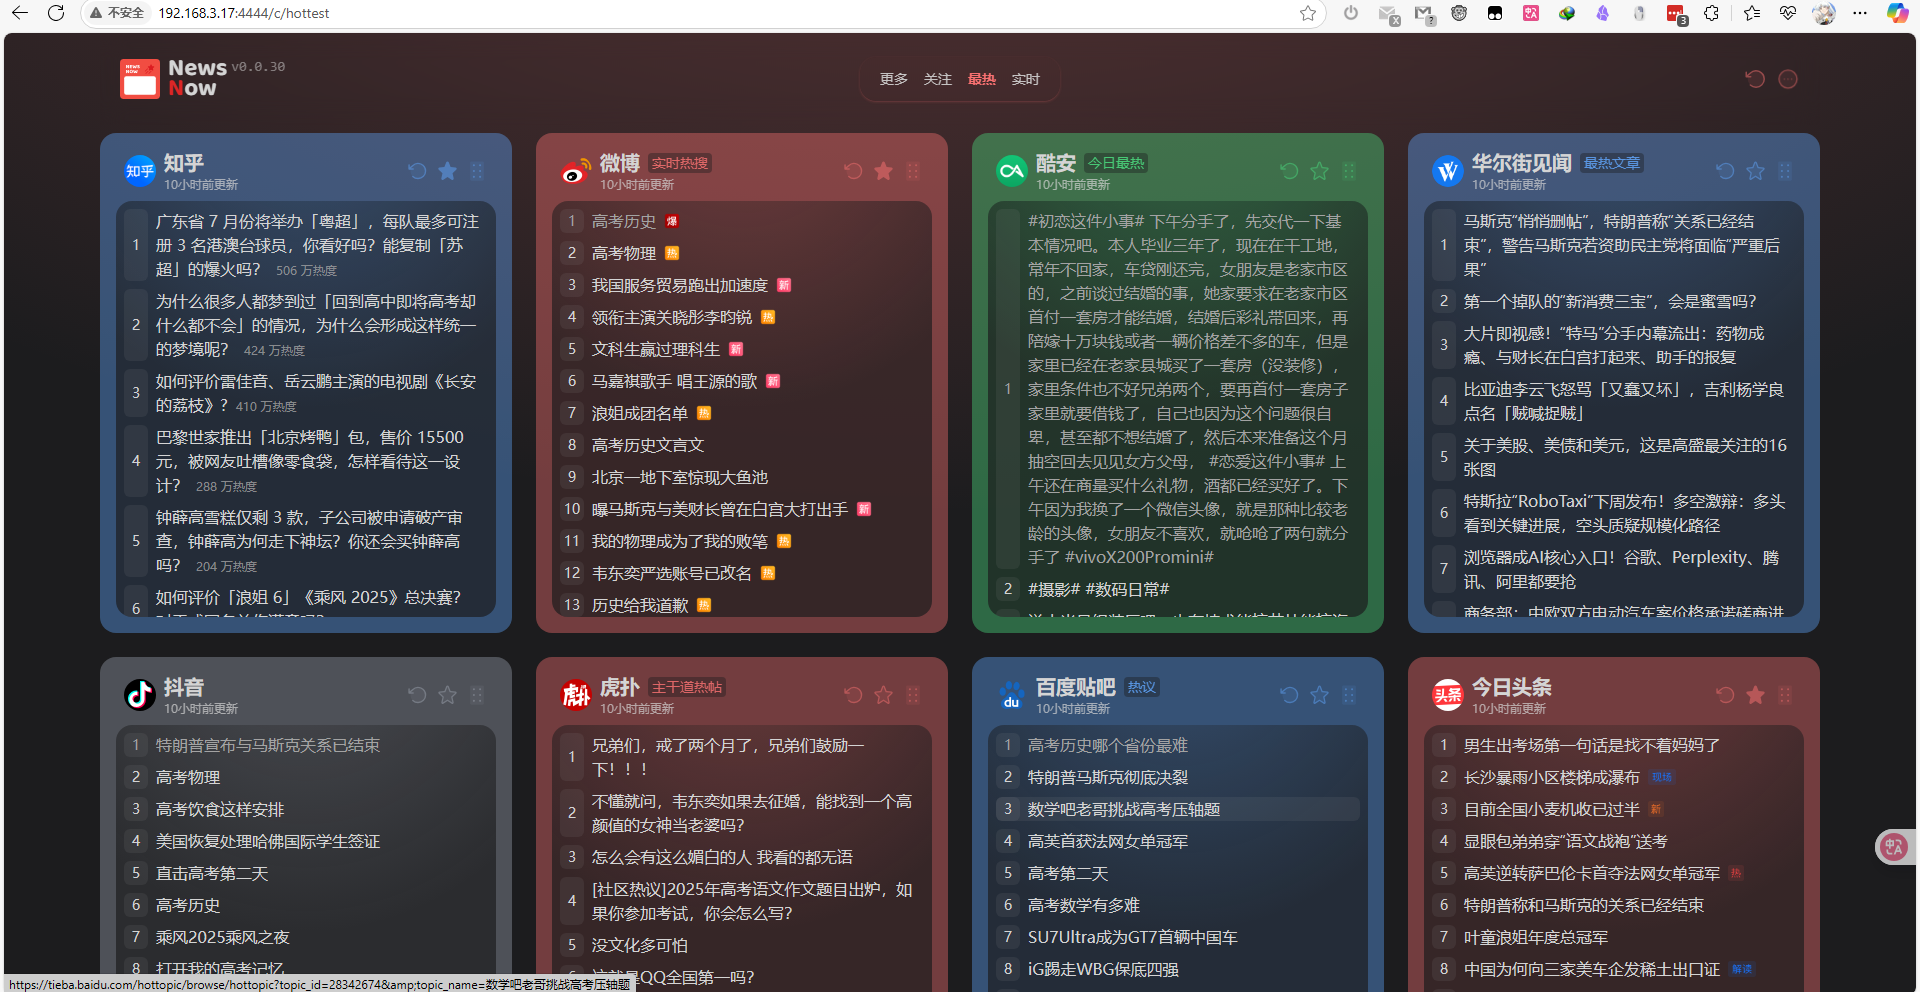 不安全
192.168.3.17:4444/c/hottest
News v0.0.30
Now
更多
关注
最热
实时
知乎
10小时前更新
1
广东省 7 月份将举办「粤超」，每队最多可注
册 3 名港澳台球员，你看好吗？能复制「苏
超」的爆火吗？ 506 万热度
2
为什么很多人都梦到过「回到高中即将高考却
什么都不会」的情况，为什么会形成这样统一
的梦境呢？ 424 万热度
3
如何评价雷佳音、岳云鹏主演的电视剧《长安
的荔枝》？410 万热度
4
巴黎世家推出「北京烤鸭」包，售价 15500
元，被网友吐槽像零食袋，怎样看待这一设
计？ 288 万热度
5
钟薛高雪糕仅剩 3 款，子公司被申请破产审
查，钟薛高为何走下神坛？你还会买钟薛高
吗？ 204 万热度
6
如何评价「浪姐 6」《乘风 2025》总决赛？
微博 实时热搜
10小时前更新
1 高考历史 爆
2 高考物理 热
3 我国服务贸易跑出加速度 新
4 领衔主演关晓彤李昀锐 热
5 文科生赢过理科生 新
6 马嘉祺歌手 唱王源的歌 新
7 浪姐成团名单 热
8 高考历史文言文
9 北京一地下室惊现大鱼池
10 曝马斯克与美财长曾在白宫大打出手 新
11 我的物理成为了我的败笔 热
12 韦东奕严选账号已改名 热
13 历史给我道歉 热
酷安 今日最热
10小时前更新
1
#初恋这件小事# 下午分手了，先交代一下基
本情况吧。本人毕业三年了，现在在干工地，
常年不回家，车贷刚还完，女朋友是老家市区
的，之前谈过结婚的事，她家要求在老家市区
首付一套房才能结婚，结婚后彩礼带回来，再
陪嫁十万块钱或者一辆价格差不多的车，但是
家里已经在老家县城买了一套房（没装修），
家里条件也不好兄弟两个，要再首付一套房子
家里就要借钱了，自己也因为这个问题很自
卑，甚至都不想结婚了，然后本来准备这个月
抽空回去见见女方父母， #恋爱这件小事# 上
午还在商量买什么礼物，酒都已经买好了。下
午因为我换了一个微信头像，就是那种比较老
龄的头像，女朋友不喜欢，就呛呛了两句就分
手了 #vivoX200Promini#
2 #摄影# #数码日常#
华尔街见闻 最热文章
10小时前更新
1
马斯克“悄悄删帖”，特朗普称“关系已经结
束”，警告马斯克若资助民主党将面临“严重后
果”
2 第一个掉队的“新消费三宝”，会是蜜雪吗？
3
大片即视感！“特马”分手内幕流出：药物成
瘾、与财长在白宫打起来、助手的报复
4
比亚迪李云飞怒骂「又蠢又坏」，吉利杨学良
点名「贼喊捉贼」
5
关于美股、美债和美元，这是高盛最关注的16
张图
6
特斯拉“RoboTaxi”下周发布！多空激辩：多头
看到关键进展，空头质疑规模化路径
7
浏览器成AI核心入口！谷歌、Perplexity、腾
讯、阿里都要抢
商务部：中欧双方电动汽车案价格承诺磋商进
抖音
10小时前更新
1 特朗普宣布与马斯克关系已结束
2 高考物理
3 高考饮食这样安排
4 美国恢复处理哈佛国际学生签证
5 直击高考第二天
6 高考历史
7 乘风2025乘风之夜
8 打开我的高考记忆
虎扑 主干道热帖
10小时前更新
1
兄弟们，戒了两个月了，兄弟们鼓励一
下！！！
2
不懂就问，韦东奕如果去征婚，能找到一个高
颜值的女神当老婆吗？
3 怎么会有这么媚白的人 我看的都无语
4
[社区热议]2025年高考语文作文题目出炉，如
果你参加考试，你会怎么写？
5 没文化多可怕
6 这就是QQ全国第一吗？
百度贴吧 热议
10小时前更新
1 高考历史哪个省份最难
2 特朗普马斯克彻底决裂
3 数学吧老哥挑战高考压轴题
4 高芙首获法网女单冠军
5 高考第二天
6 高考数学有多难
7 SU7Ultra成为GT7首辆中国车
8 iG踢走WBG保底四强
今日头条
10小时前更新
1 男生出考场第一句话是找不着妈妈了
2 长沙暴雨小区楼梯成瀑布 现场
3 目前全国小麦机收已过半 新
4 显眼包弟弟穿“语文战袍”送考
5 高芙逆转萨巴伦卡首夺法网女单冠军 热
6 特朗普称和马斯克的关系已经结束
7 叶童浪姐年度总冠军
8 中国为何向三家美车企发稀土出口证 解读
https://tieba.baidu.com/hottopic/browse/hottopic?topic_id=28342674&amp;topic_name=数学吧老哥挑战高考压轴题